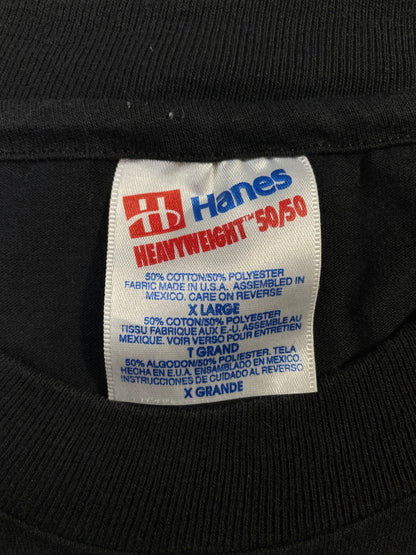 H Hanes
HEAVYWEIGHT™ 50/50
50% COTTON/50% POLYESTER
FABRIC MADE IN U.S.A. ASSEMBLED IN
MEXICO. CARE ON REVERSE
X LARGE
50% COTON/50% POLYESTER
TISSU FABRIQUE AUX E.-U. ASSEMBLE AU
MEXIQUE. VOIR VERSO POUR ENTRETIEN
T GRAND
50% ALGODON/50% POLIESTER. TELA
HECHA EN E.U.A. ENSAMBLADO EN MEXICO.
INSTRUCCIONES DE CUIDADO AL REVERSO
X GRANDE